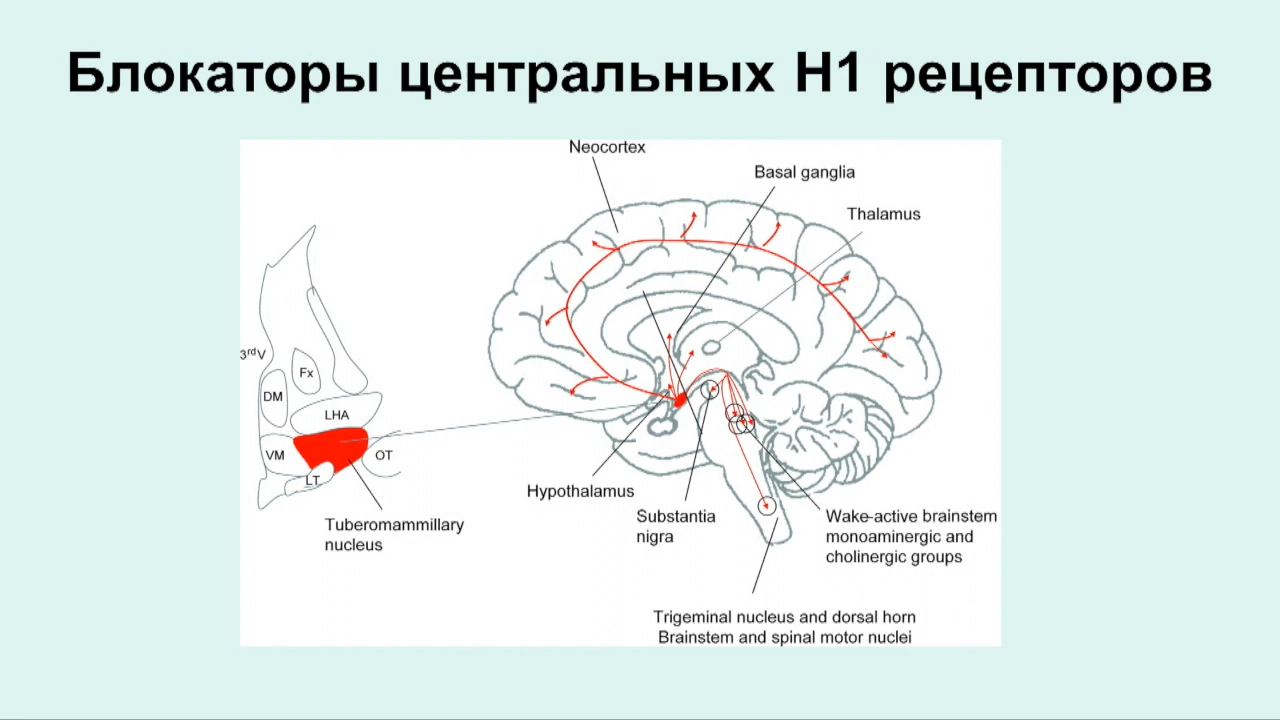 Блокаторы центральных H1 рецепторов
Neocortex
Basal ganglia
Thalamus
3rdV
Fx
DM
LHA
VM
OT
LT
Tuberomammillary
nucleus
Hypothalamus
Substantia
nigra
Wake-active brainstem
monoaminergic and
cholinergic groups
Trigeminal nucleus and dorsal horn
Brainstem and spinal motor nuclei